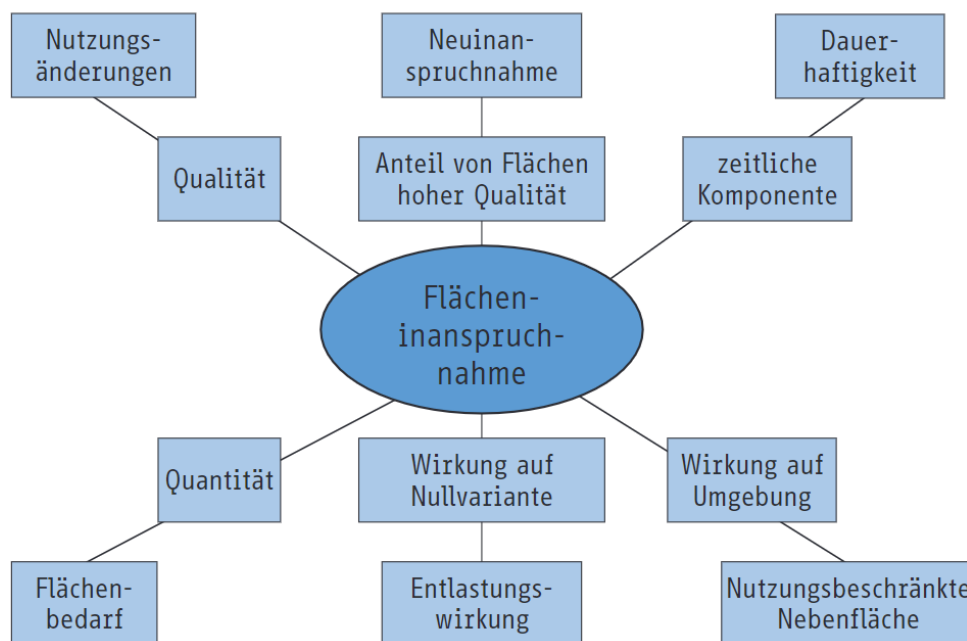 Nutzungs-
änderungen
Neuinan-
spruchnahme
Dauer-
haftigkeit
Qualität
Anteil von Flächen
hoher Qualität
zeitliche
Komponente
Flächen-
inanspruch-
nahme
Quantität
Wirkung auf
Nullvariante
Wirkung auf
Umgebung
Flächen-
bedarf
Entlastungs-
wirkung
Nutzungsbeschränkte
Nebenfläche